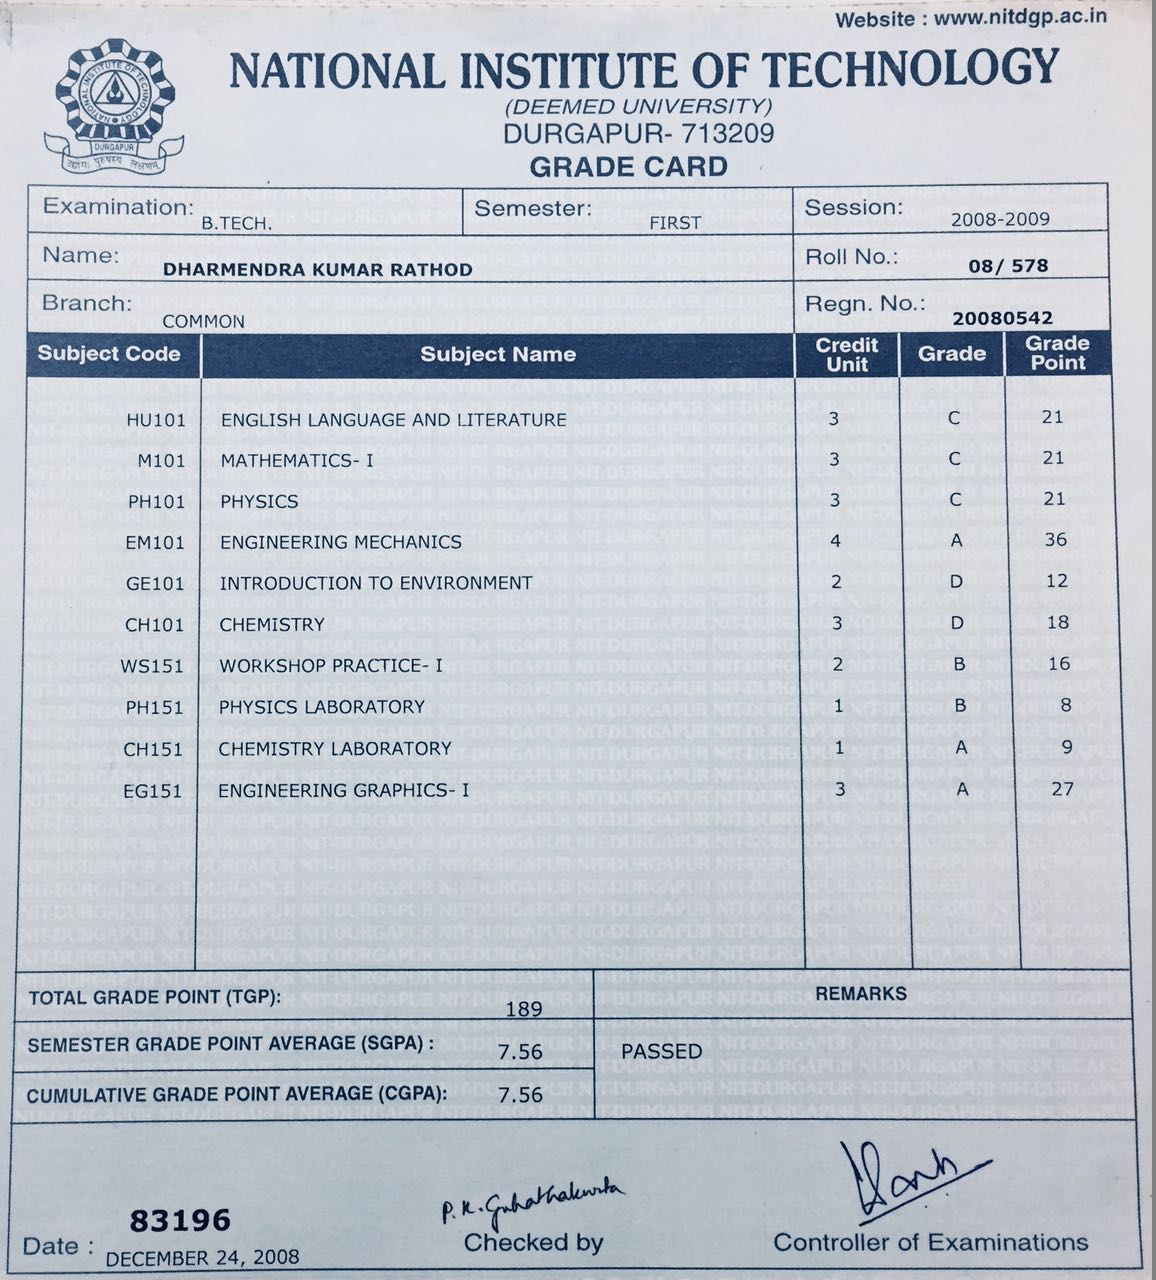 Website : www.nitdgp.ac.in
NATIONAL INSTITUTE OF TECHNOLOGY
(DEEMED UNIVERSITY)
DURGAPUR- 713209
GRADE CARD
NATIONAL INSTITUTE OF TECHNOLOGY
DURGAPUR
Examination: B.TECH. Semester: FIRST Session: 2008-2009
Name: DHARMENDRA KUMAR RATHOD Roll No.: 08/ 578
Branch: COMMON Regn. No.: 20080542
Subject Code Subject Name Credit Unit Grade Grade Point
HU101 ENGLISH LANGUAGE AND LITERATURE 3 C 21
M101 MATHEMATICS- I 3 C 21
PH101 PHYSICS 3 C 21
EM101 ENGINEERING MECHANICS 4 A 36
GE101 INTRODUCTION TO ENVIRONMENT 2 D 12
CH101 CHEMISTRY 3 D 18
WS151 WORKSHOP PRACTICE- I 2 B 16
PH151 PHYSICS LABORATORY 1 B 8
CH151 CHEMISTRY LABORATORY 1 A 9
EG151 ENGINEERING GRAPHICS- I 3 A 27
TOTAL GRADE POINT (TGP): 189 REMARKS
SEMESTER GRADE POINT AVERAGE (SGPA) : 7.56 PASSED
CUMULATIVE GRADE POINT AVERAGE (CGPA): 7.56
P.K. Guhathakurta
83196
Date : DECEMBER 24, 2008 Checked by Controller of Examinations